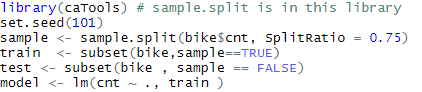 library(caTools) # sample.split is in this library
set.seed(101)
sample <- sample.split(bike$cnt, SplitRatio = 0.75)
train  <- subset(bike,sample==TRUE)
test <- subset(bike , sample == FALSE)
model <- lm(cnt ~ ., train )